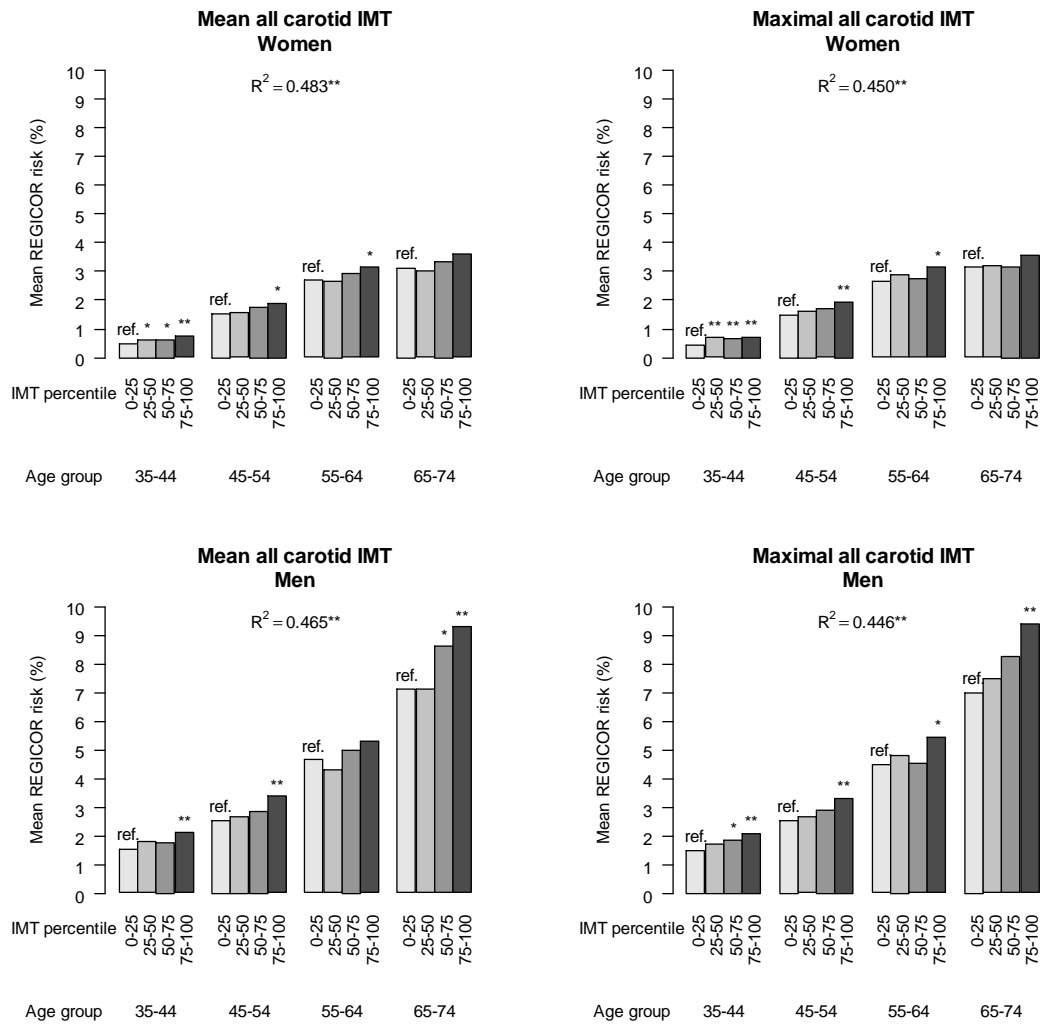 Mean all carotid IMT
Women
R² = 0.483**
Mean REGICOR risk (%)
10
9
8
7
6
5
4
3
2
1
0
ref. * * **
ref. *
ref. *
ref.
IMT percentile 0-25 25-50 50-75 75-100 0-25 25-50 50-75 75-100 0-25 25-50 50-75 75-100 0-25 25-50 50-75 75-100
Age group 35-44 45-54 55-64 65-74
Maximal all carotid IMT
Women
R² = 0.450**
Mean REGICOR risk (%)
10
9
8
7
6
5
4
3
2
1
0
ref. ** ** **
ref. **
ref. *
ref.
IMT percentile 0-25 25-50 50-75 75-100 0-25 25-50 50-75 75-100 0-25 25-50 50-75 75-100 0-25 25-50 50-75 75-100
Age group 35-44 45-54 55-64 65-74
Mean all carotid IMT
Men
R² = 0.465**
Mean REGICOR risk (%)
10
9
8
7
6
5
4
3
2
1
0
ref. **
ref. **
ref.
ref. * **
IMT percentile 0-25 25-50 50-75 75-100 0-25 25-50 50-75 75-100 0-25 25-50 50-75 75-100 0-25 25-50 50-75 75-100
Age group 35-44 45-54 55-64 65-74
Maximal all carotid IMT
Men
R² = 0.446**
Mean REGICOR risk (%)
10
9
8
7
6
5
4
3
2
1
0
ref. * **
ref. **
ref. *
ref. **
IMT percentile 0-25 25-50 50-75 75-100 0-25 25-50 50-75 75-100 0-25 25-50 50-75 75-100 0-25 25-50 50-75 75-100
Age group 35-44 45-54 55-64 65-74